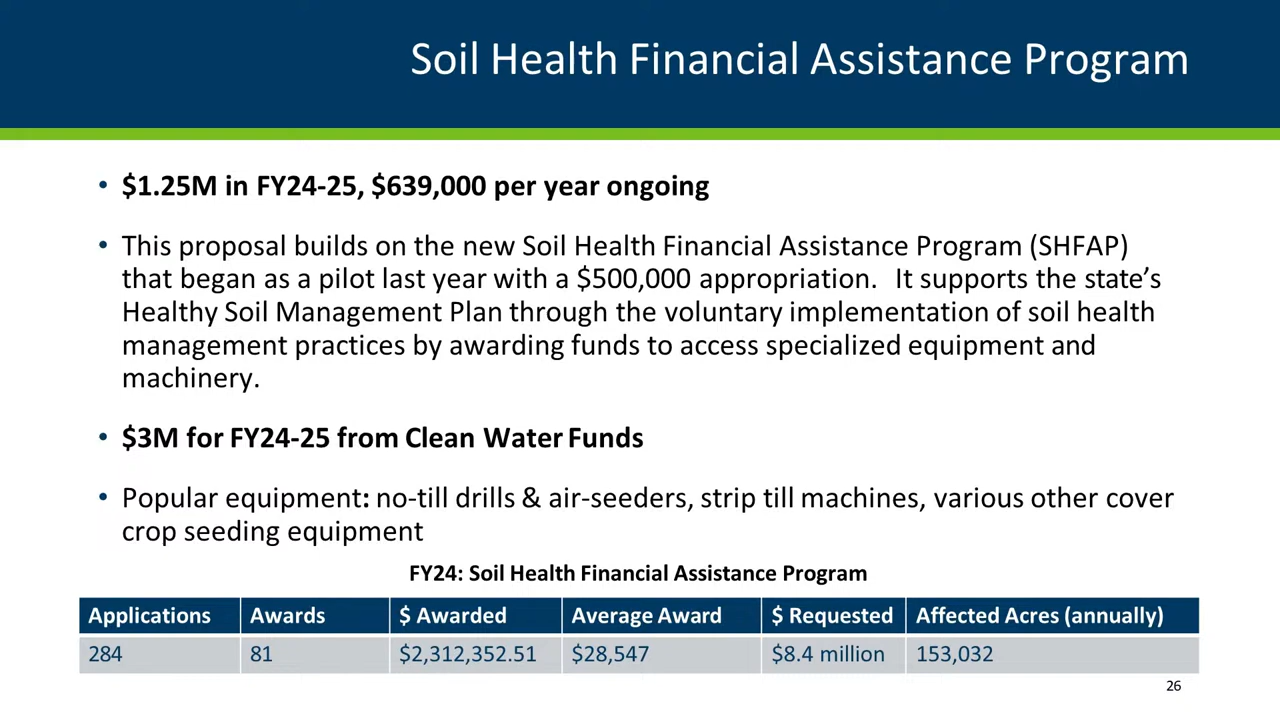 Soil Health Financial Assistance Program
• $1.25M in FY24-25, $639,000 per year ongoing
• This proposal builds on the new Soil Health Financial Assistance Program (SHFAP)
that began as a pilot last year with a $500,000 appropriation.   It supports the state’s
Healthy Soil Management Plan through the voluntary implementation of soil health
management practices by awarding funds to access specialized equipment and
machinery.
• $3M for FY24-25 from Clean Water Funds
• Popular equipment: no-till drills & air-seeders, strip till machines, various other cover
crop seeding equipment
FY24: Soil Health Financial Assistance Program
Applications Awards $ Awarded Average Award $ Requested Affected Acres (annually)
284 81 $2,312,352.51 $28,547 $8.4 million 153,032
26